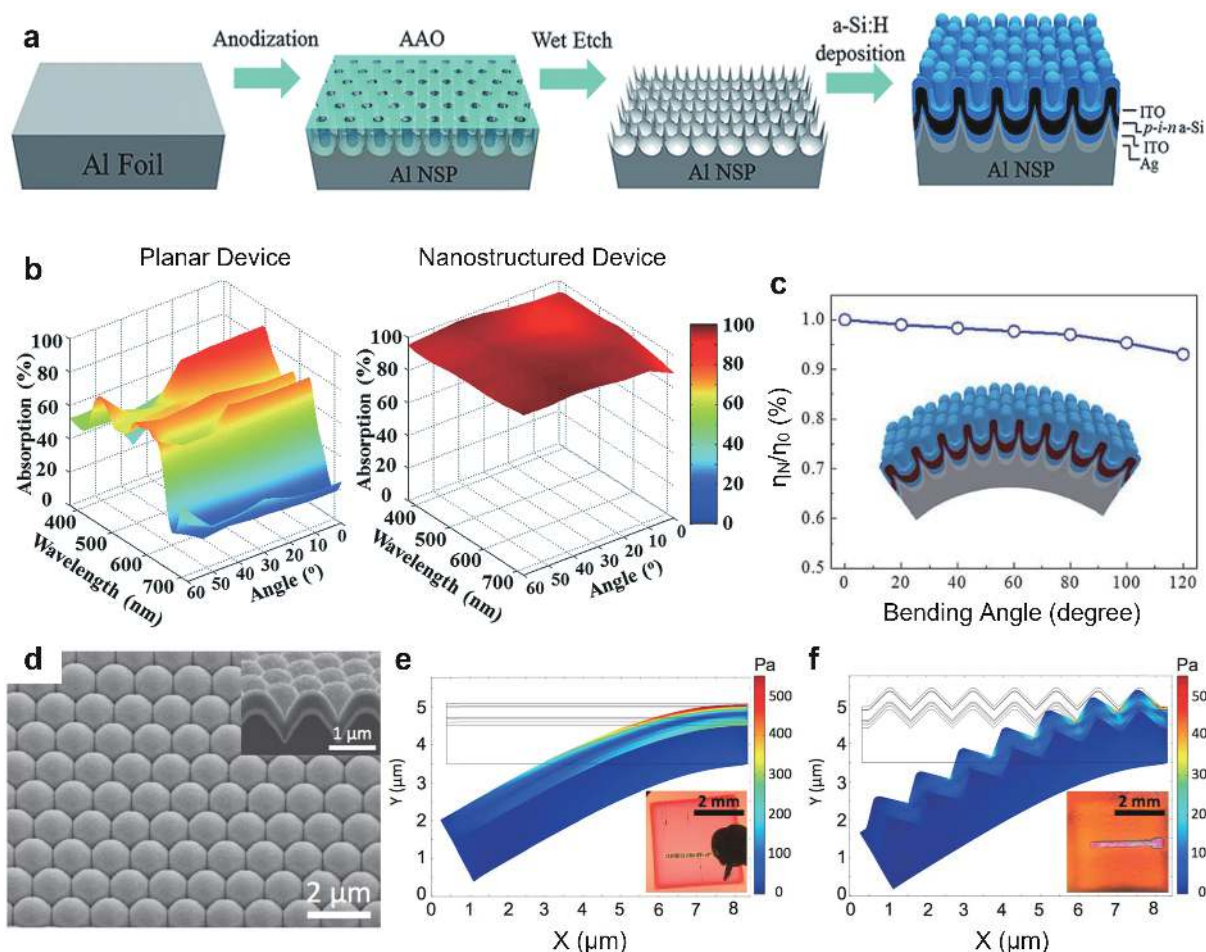 a
Anodization
AAO
Wet Etch
a-Si:H
deposition
Al Foil
Al NSP
Al NSP
Al NSP
ITO
p-i-n a-Si
ITO
Ag
b
Planar Device
Nanostructured Device
Absorption (%)
100
80
60
40
20
0
400
500
600
700
Wavelength (nm)
60
50
40
30
20
10
0
Angle (º)
Absorption (%)
100
80
60
40
20
0
400
500
600
700
Wavelength (nm)
60
50
40
30
20
10
0
Angle (º)
100
80
60
40
20
0
c
ηN/η0 (%)
1.0
0.9
0.8
0.7
0.6
0.5
0 20 40 60 80 100 120
Bending Angle (degree)
d
1 μm
2 μm
e
Pa
500
400
300
200
100
0
Y (μm)
5
4
3
2
1
0
0 1 2 3 4 5 6 7 8
X (μm)
2 mm
f
Pa
500
400
300
200
100
0
Y (μm)
5
4
3
2
1
0
0 1 2 3 4 5 6 7 8
X (μm)
2 mm